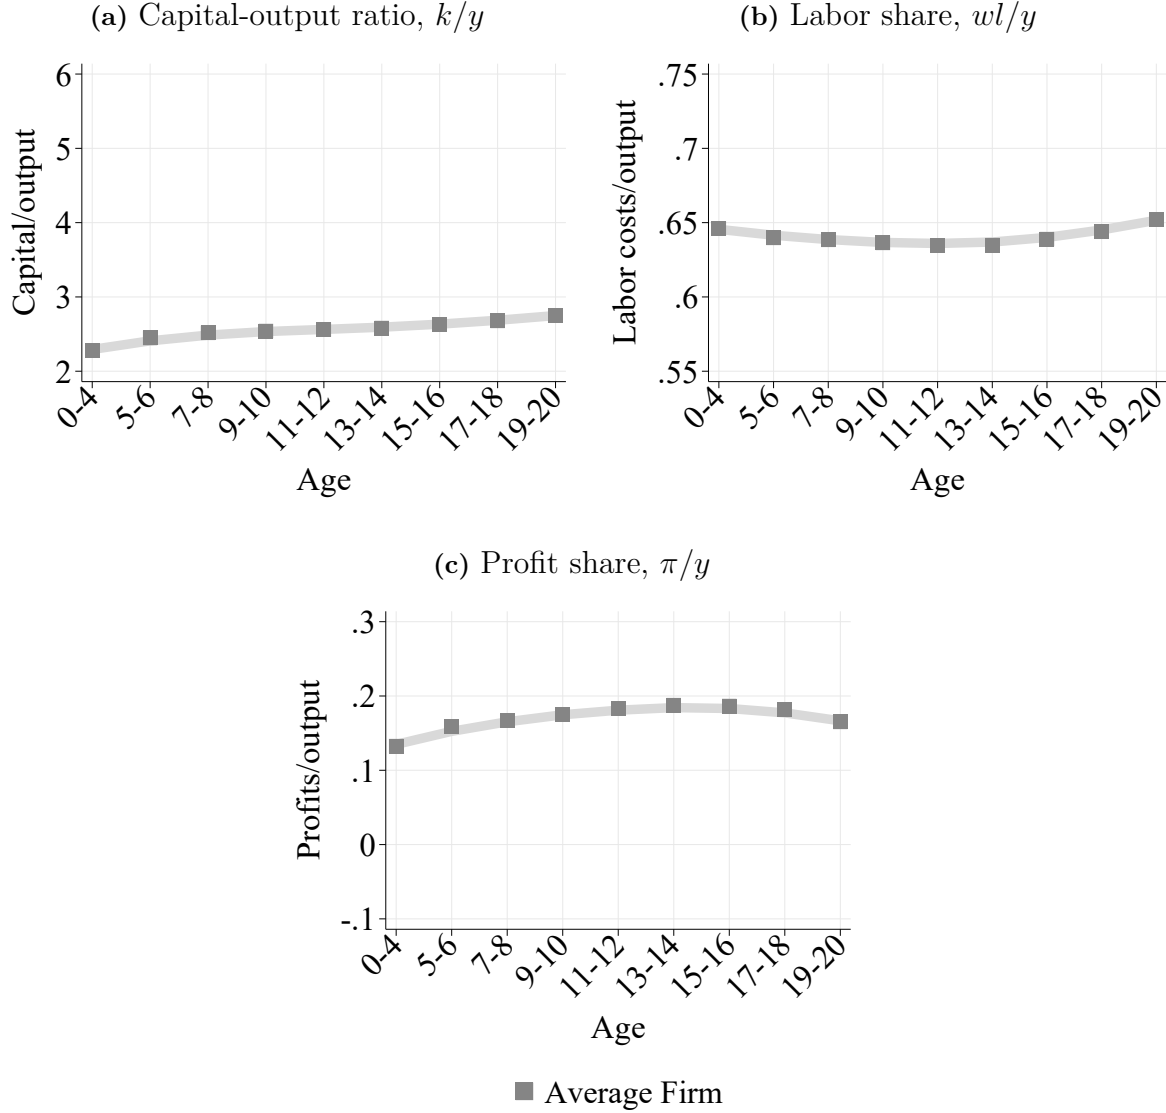 (a) Capital-output ratio, k/y
Capital/output
6
5
4
3
2
0-4 5-6 7-8 9-10 11-12 13-14 15-16 17-18 19-20
Age
(b) Labor share, wl/y
Labor costs/output
.75
.7
.65
.6
.55
0-4 5-6 7-8 9-10 11-12 13-14 15-16 17-18 19-20
Age
(c) Profit share, π/y
Profits/output
.3
.2
.1
0
-.1
0-4 5-6 7-8 9-10 11-12 13-14 15-16 17-18 19-20
Age
Average Firm